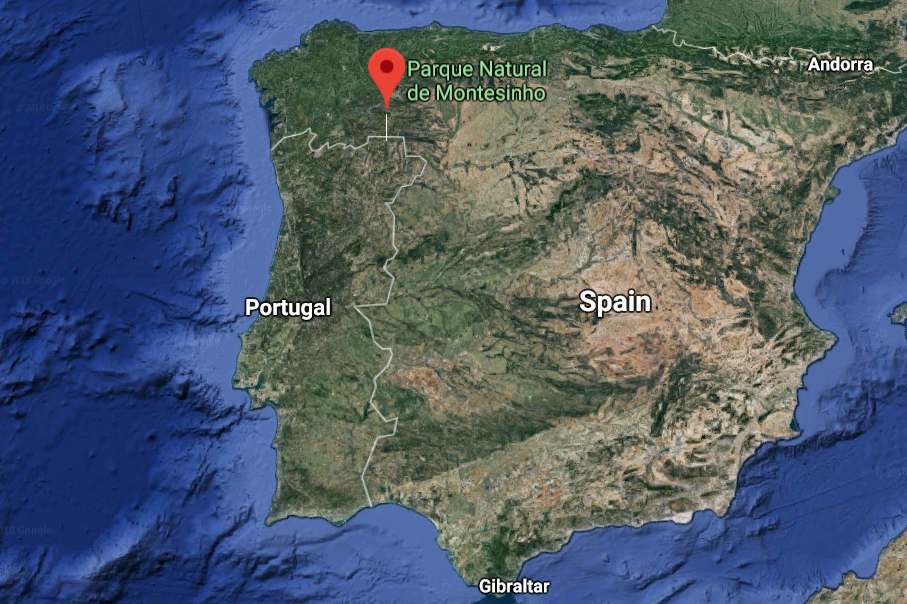 Parque Natural
de Montesinho
Andorra
Portugal
Spain
Gibraltar